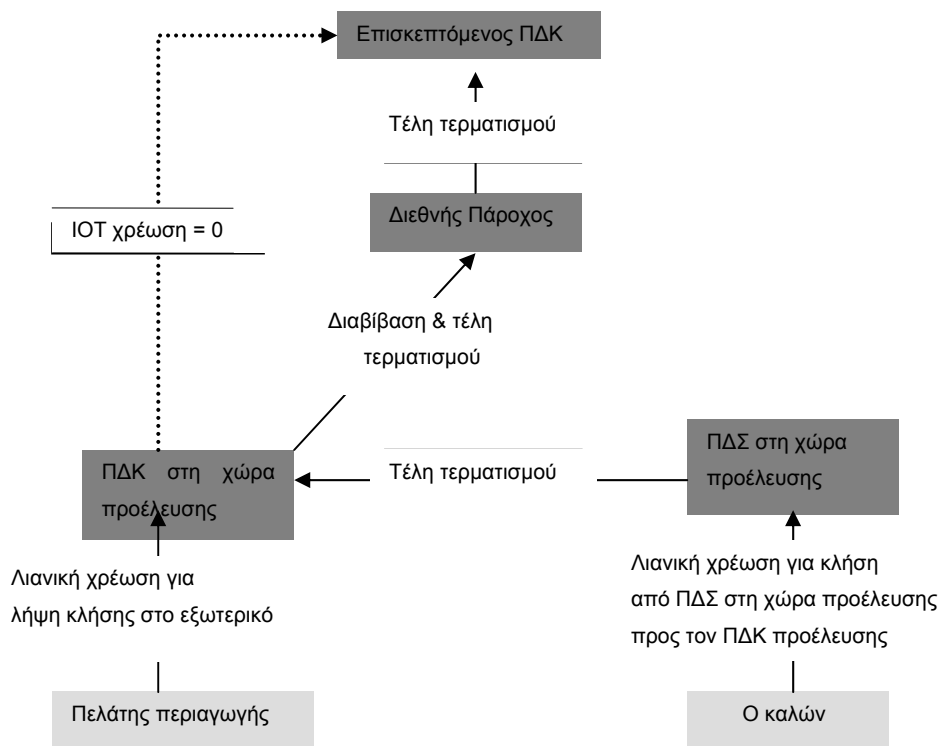 Επισκεπτόμενος ΠΔΚ
Τέλη τερματισμού
ΙΟΤ χρέωση = 0
Διεθνής Πάροχος
Διαβίβαση & τέλη
τερματισμού
ΠΔΚ στη χώρα
προέλευσης
Τέλη τερματισμού
ΠΔΣ στη χώρα
προέλευσης
Λιανική χρέωση για
λήψη κλήσης στο εξωτερικό
Λιανική χρέωση για κλήση
από ΠΔΣ στη χώρα προέλευσης
προς τον ΠΔΚ προέλευσης
Πελάτης περιαγωγής
Ο καλών